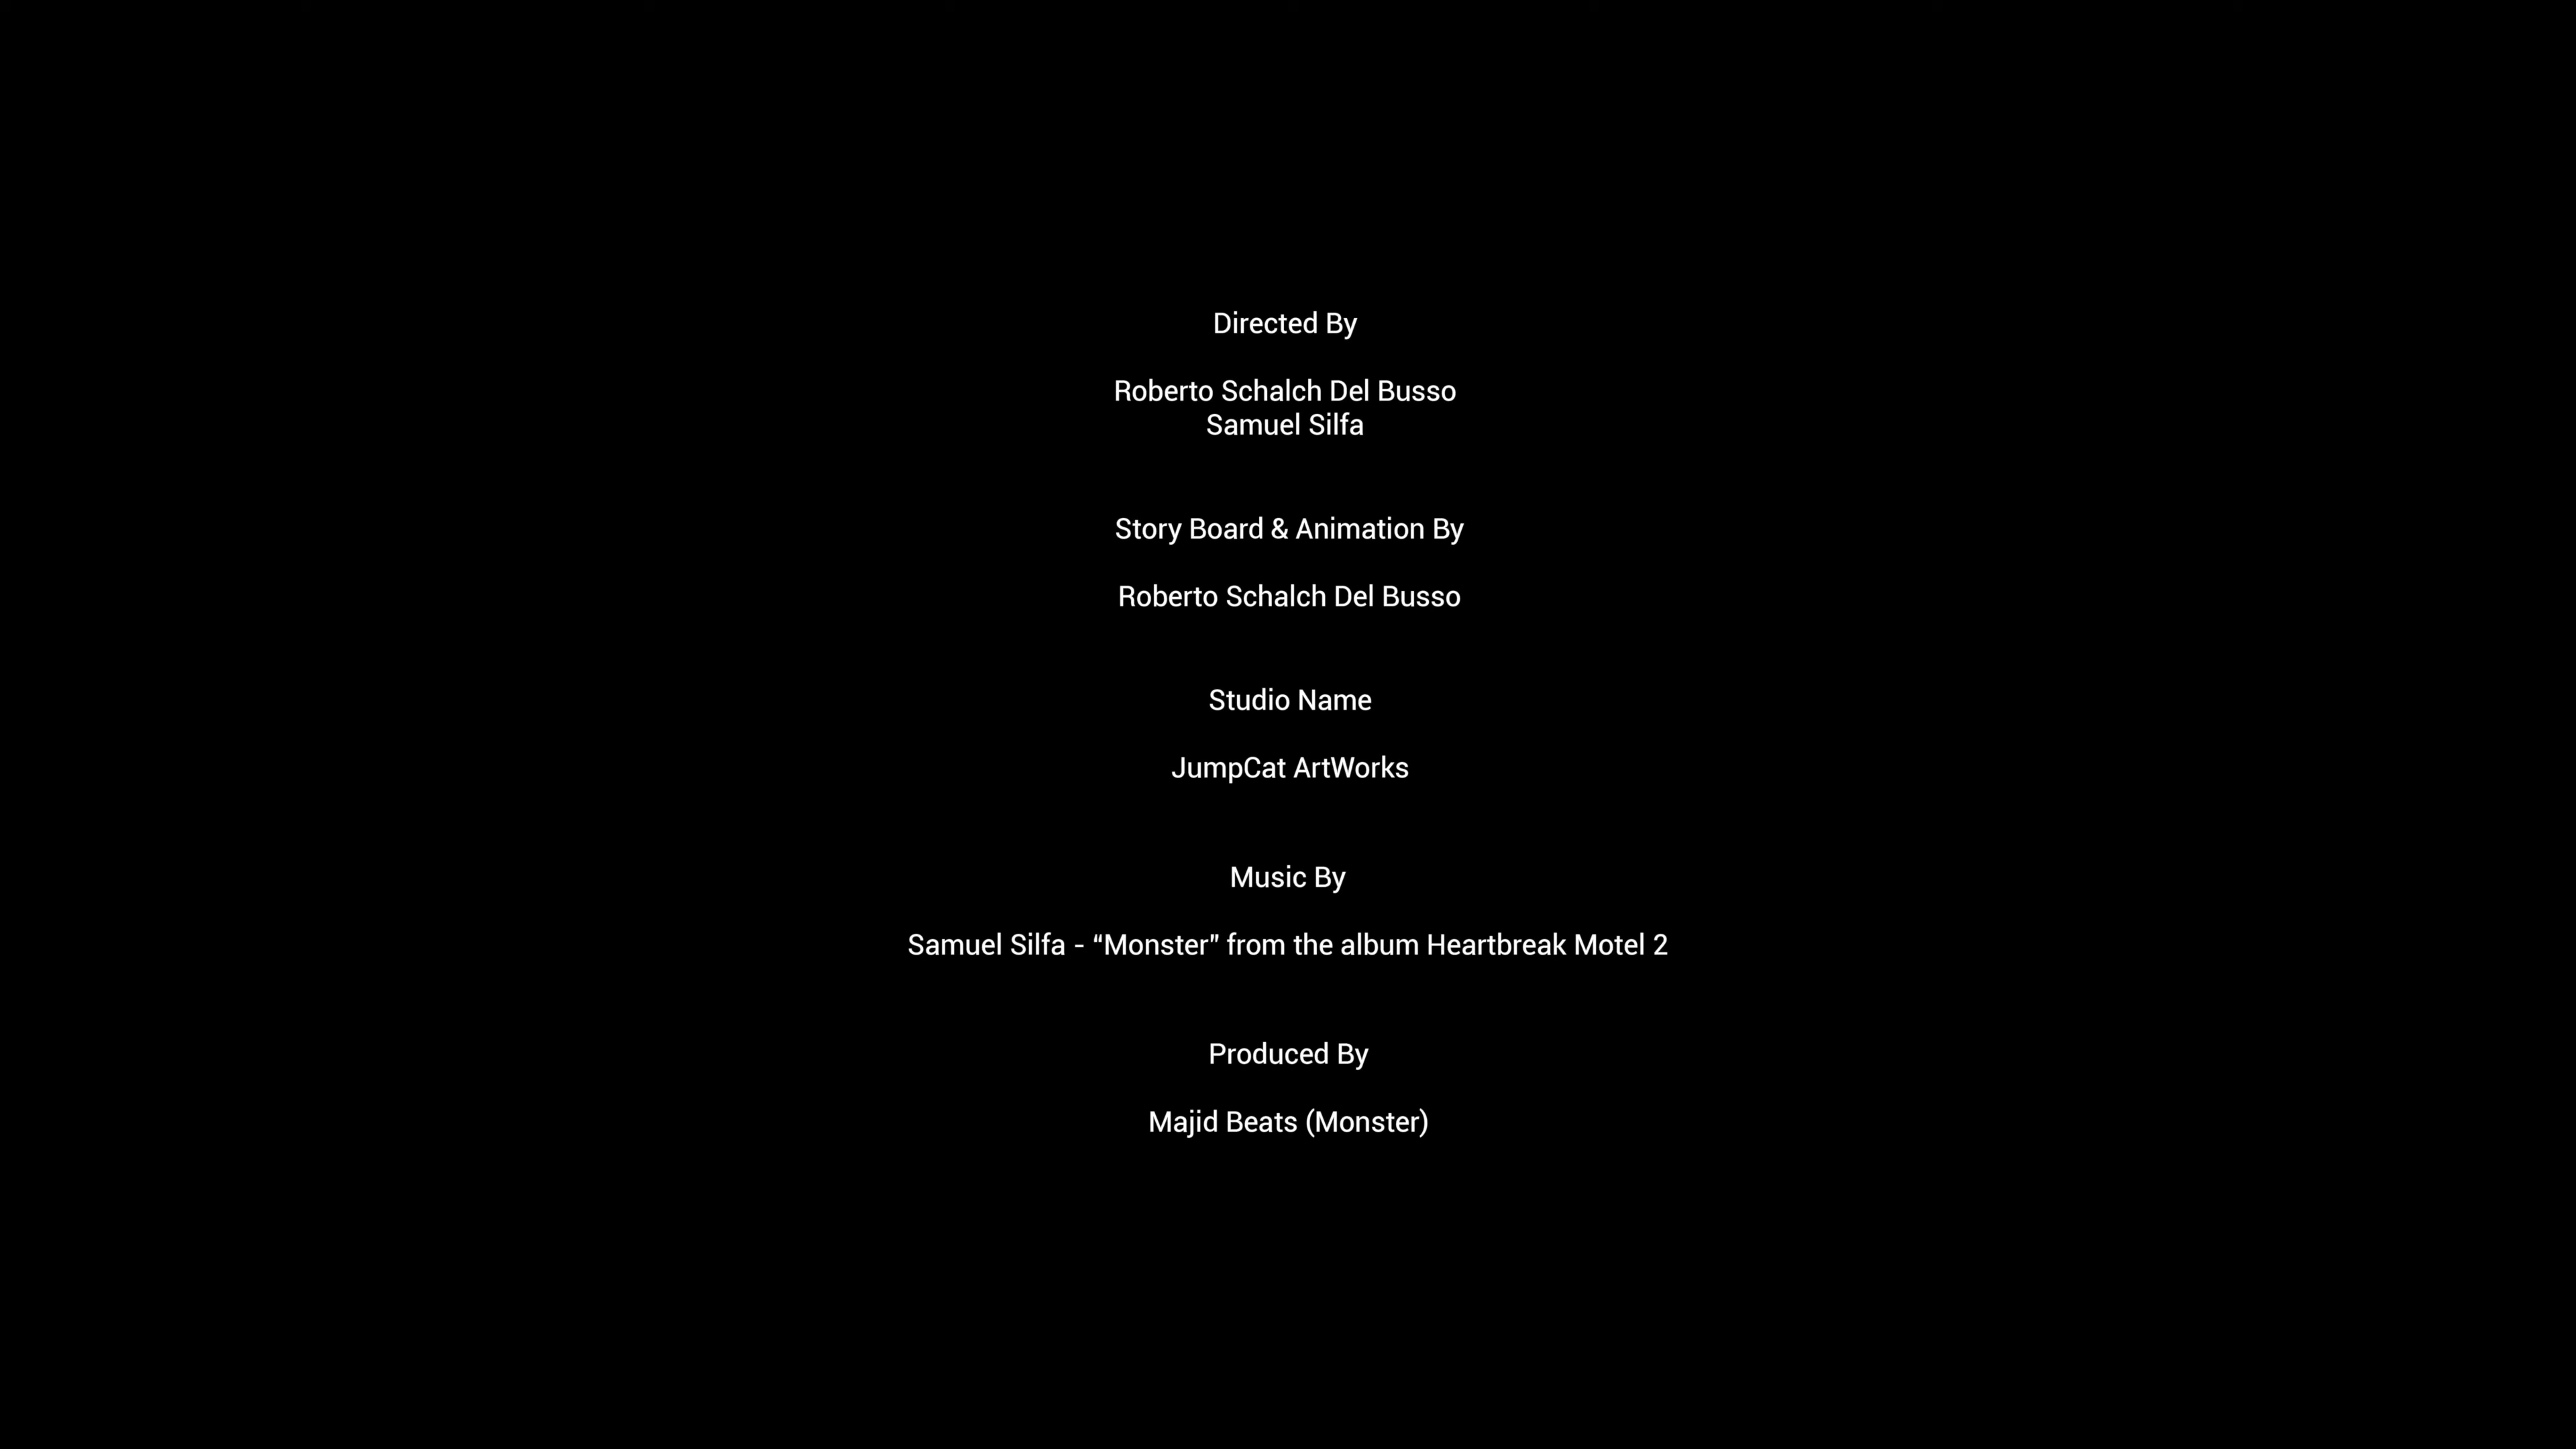 Directed By
Roberto Schalch Del Busso
Samuel Silfa
Story Board & Animation By
Roberto Schalch Del Busso
Studio Name
JumpCat ArtWorks
Music By
Samuel Silfa - “Monster” from the album Heartbreak Motel 2
Produced By
Majid Beats (Monster)